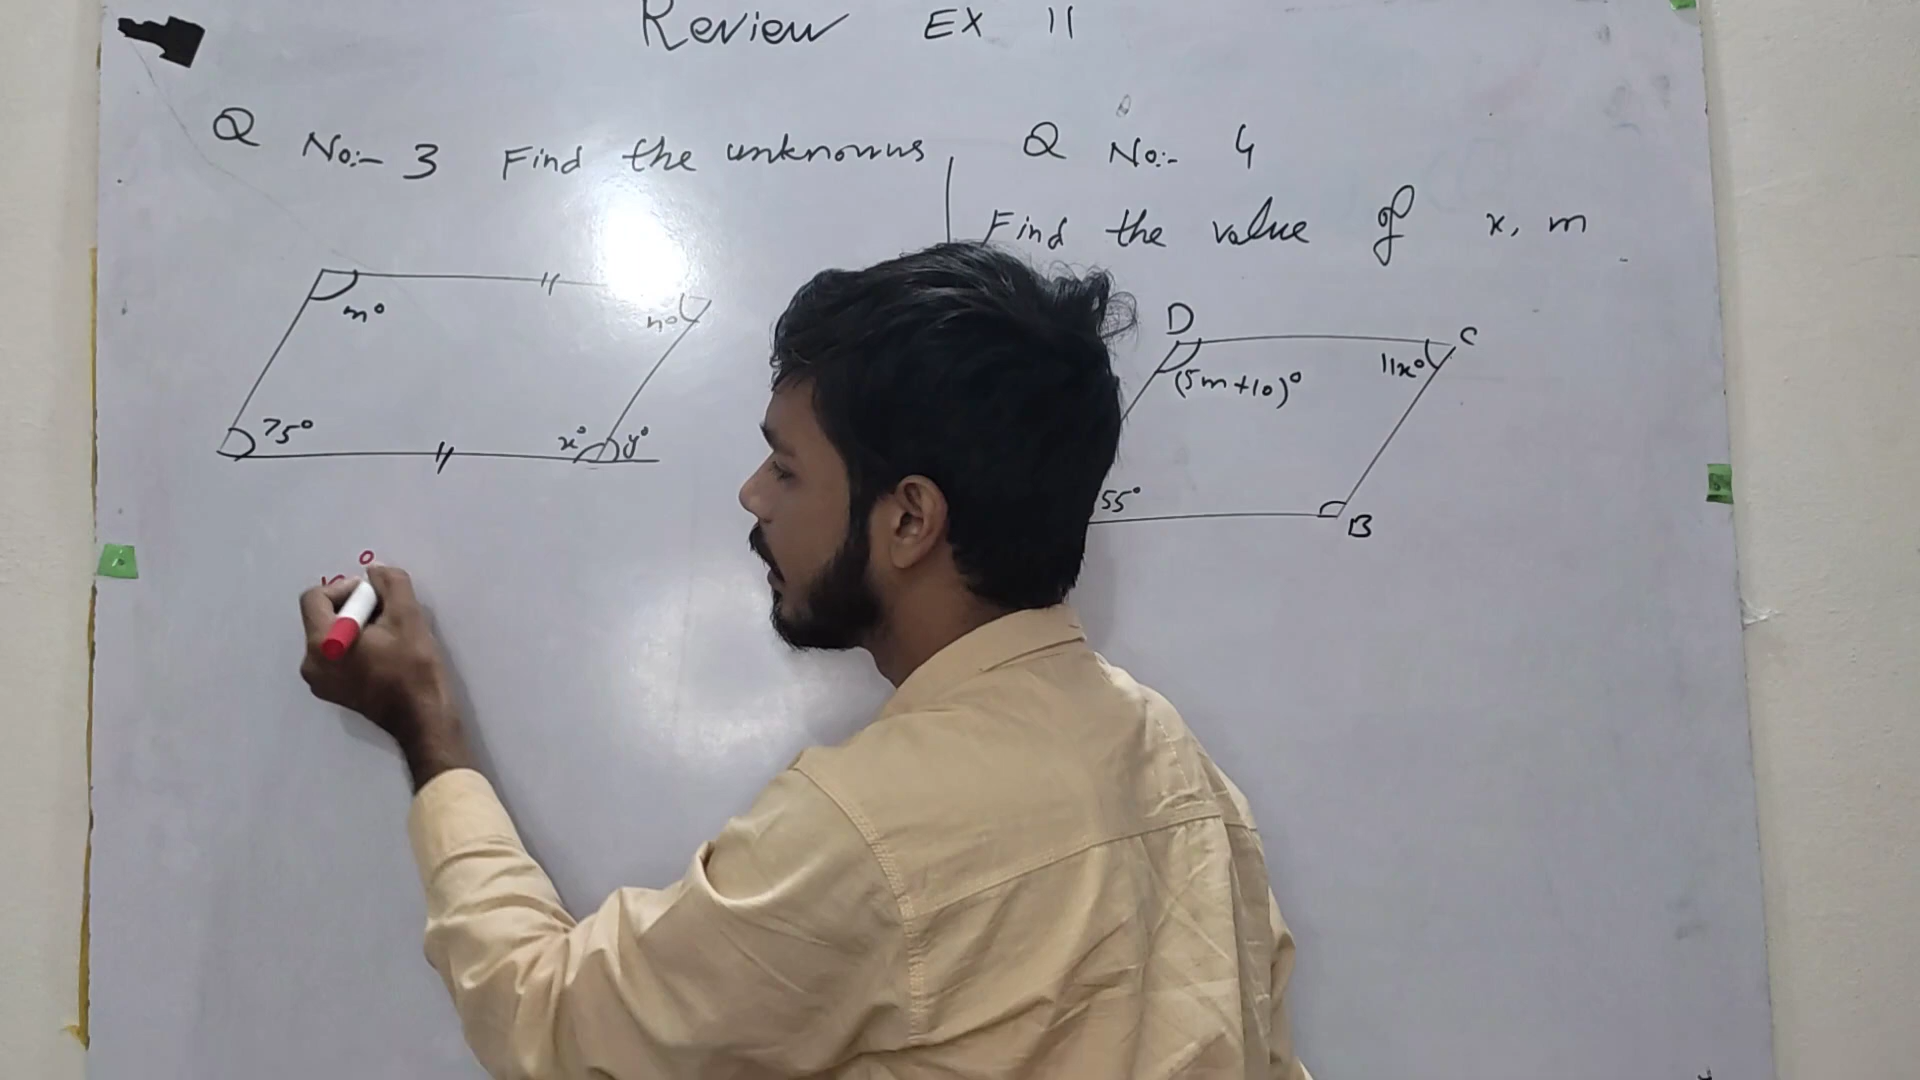 Review EX 11
Q No:- 3 Find the unknowns
m°
n°
75°
x° y°
n°
Q No:- 4
Find the value of x, m
D
C
(5m+10)°
11x°
55°
B